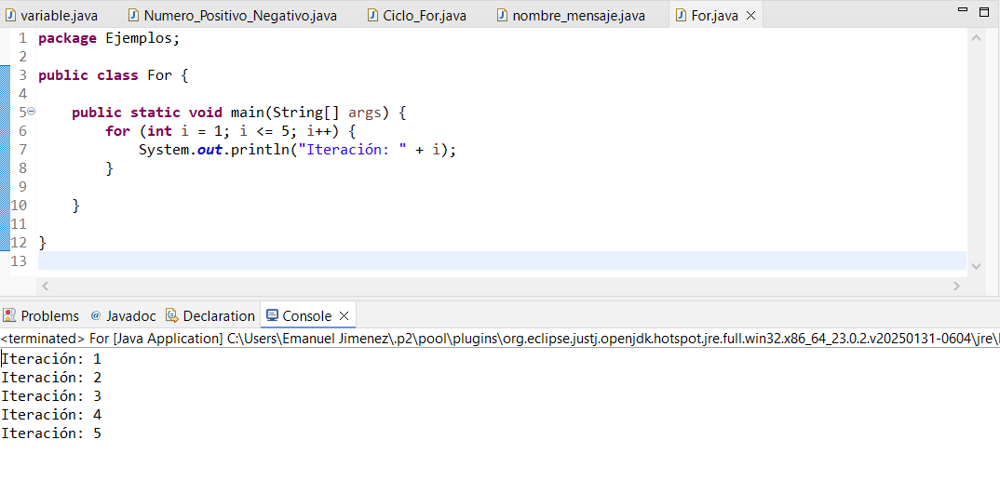 variable.java Numero_Positivo_Negativo.java Ciclo_For.java nombre_mensaje.java For.java
1 package Ejemplos;
2
3 public class For {
4
5     public static void main(String[] args) {
6         for (int i = 1; i <= 5; i++) {
7             System.out.println("Iteración: " + i);
8         }
9
10     }
11
12 }
13
Problems Javadoc Declaration Console
<terminated> For [Java Application] C:\Users\Emanuel Jimenez\.p2\pool\plugins\org.eclipse.justj.openjdk.hotspot.jre.full.win32.x86_64_23.0.2.v20250131-0604\jre\
Iteración: 1
Iteración: 2
Iteración: 3
Iteración: 4
Iteración: 5